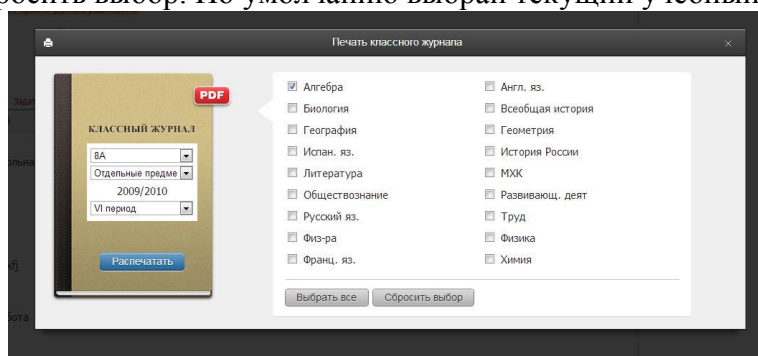 выбор. По умолчанию выбран текущий
Печать классного журнала
PDF
КЛАССНЫЙ ЖУРНАЛ
8А
Отдельные предме
2009/2010
VI период
Распечатать
Алгебра
Англ. яз.
Биология
Всеобщая история
География
Геометрия
Испан. яз.
История России
Литература
МХК
Обществознание
Развивающ. деят
Русский яз.
Труд
Физ-ра
Физика
Франц. яз.
Химия
Выбрать все
Сбросить выбор